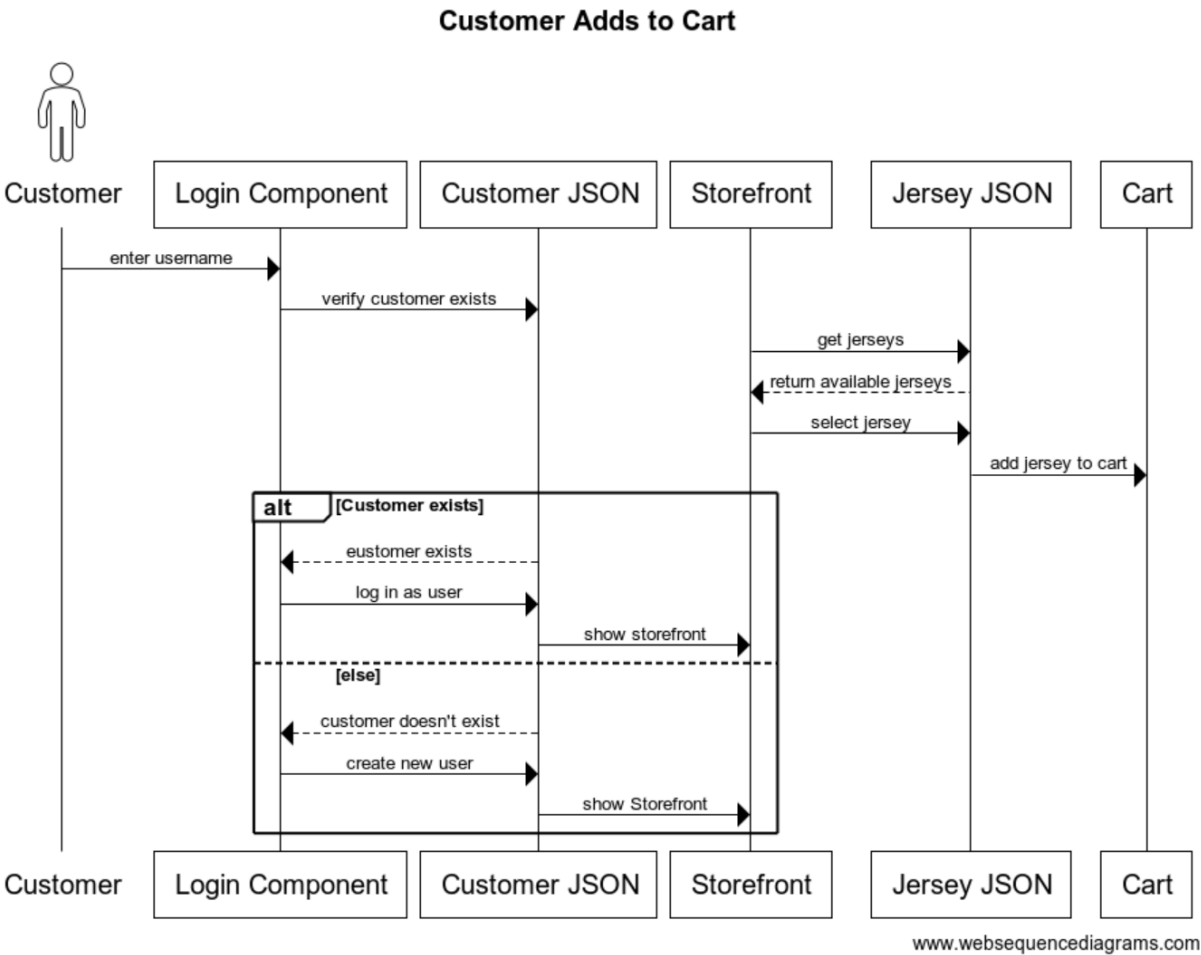 Customer Adds to Cart
Customer Login Component Customer JSON Storefront Jersey JSON Cart
enter username
verify customer exists
get jerseys
return available jerseys
select jersey
add jersey to cart
alt [Customer exists]
eustomer exists
log in as user
show storefront
[else]
customer doesn't exist
create new user
show Storefront
Customer Login Component Customer JSON Storefront Jersey JSON Cart
www.websequencediagrams.com